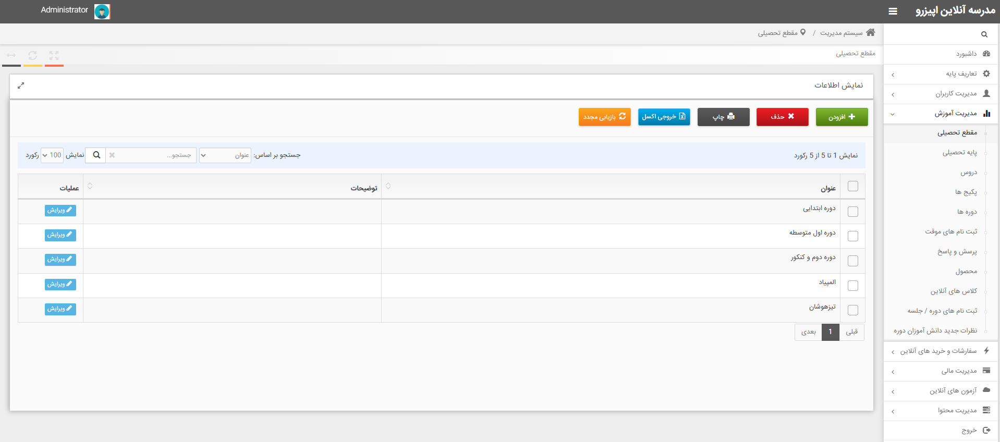 مدرسه آنلاین اپیزرو
Administrator
سیستم مدیریت / مقطع تحصیلی
مقطع تحصیلی
داشبورد
تعاریف پایه
مدیریت کاربران
مدیریت آموزش
مقطع تحصیلی
پایه تحصیلی
دروس
پکیج ها
دوره ها
ثبت نام های موقت
پرسش و پاسخ
محصول
کلاس های آنلاین
ثبت نام های دوره / جلسه
نظرات جدید دانش آموزان دوره
سفارشات و خرید های آنلاین
مدیریت مالی
آزمون های آنلاین
مدیریت محتوا
خروج
نمایش اطلاعات
افزودن حذف چاپ خروجی اکسل بازیابی مجدد
نمایش 1 تا 5 از 5 رکورد
جستجو بر اساس: عنوان جستجو... نمایش 100 رکورد
عنوان توضیحات عملیات
دوره ابتدایی ویرایش
دوره اول متوسطه ویرایش
دوره دوم و کنکور ویرایش
المپیاد ویرایش
تیزهوشان ویرایش
قبلی 1 بعدی